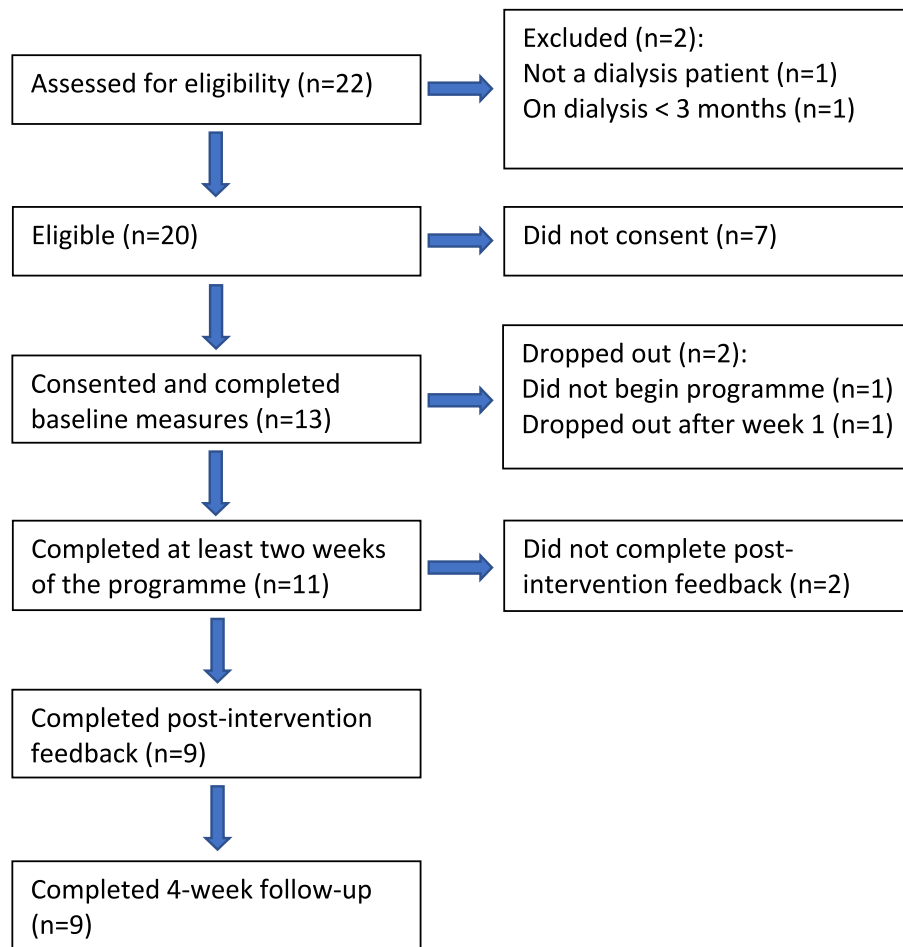 Assessed for eligibility (n=22)
Excluded (n=2):
Not a dialysis patient (n=1)
On dialysis < 3 months (n=1)
Eligible (n=20)
Did not consent (n=7)
Consented and completed
baseline measures (n=13)
Dropped out (n=2):
Did not begin programme (n=1)
Dropped out after week 1 (n=1)
Completed at least two weeks
of the programme (n=11)
Did not complete post-
intervention feedback (n=2)
Completed post-intervention
feedback (n=9)
Completed 4-week follow-up
(n=9)